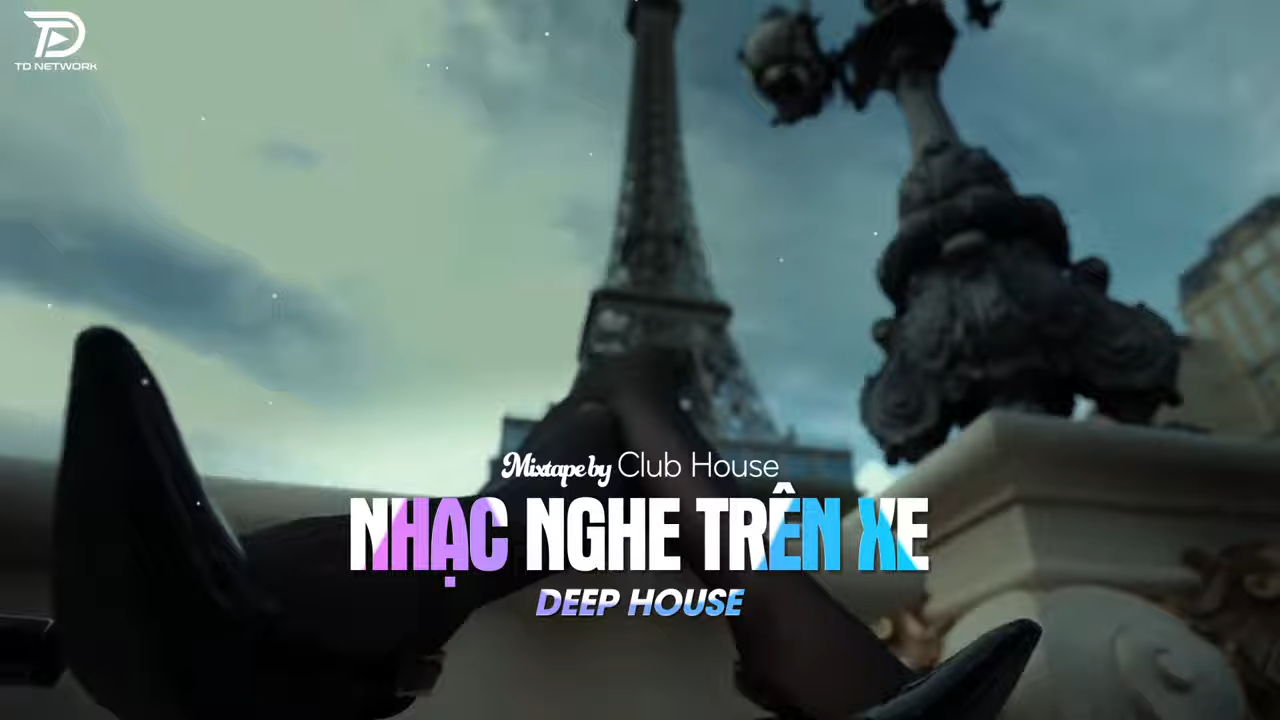 TD NETWORK
Mixtape by Club House
NHẠC NGHE TRÊN XE
DEEP HOUSE